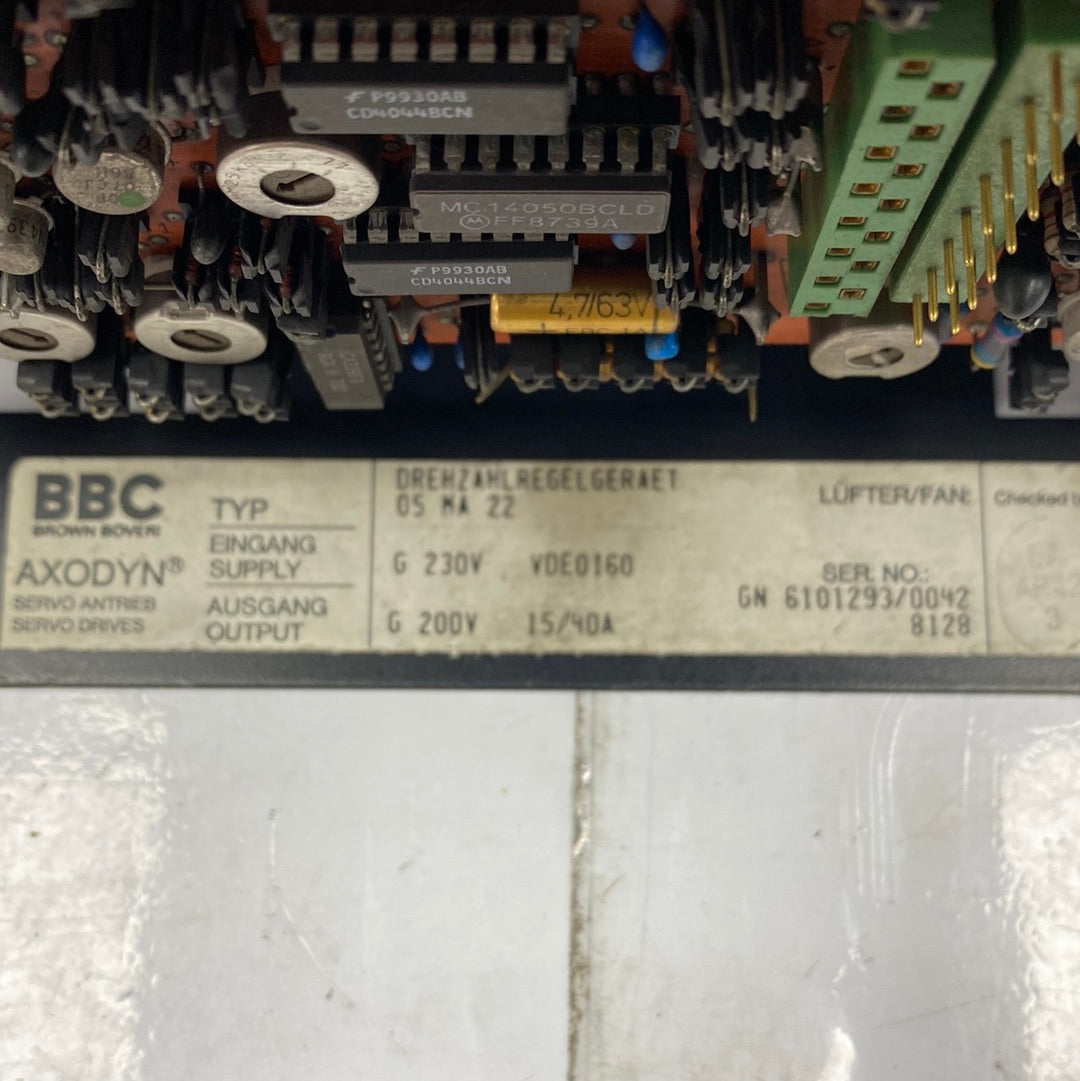 P9930AB
CD4044BCN
MC14050BCLD
FF8739A
P9930AB
CD4044BCN
4,7/63V
BBC
BROWN BOVERI
AXODYN®
SERVO ANTRIEB
SERVO DRIVES
TYP
EINGANG
SUPPLY
AUSGANG
OUTPUT
DREHZAHLREGELGERAET
05 MA 22
G 230V VDE0160
G 200V 15/40A
LÜFTER/FAN:
SER. NO.:
GN 6101293/0042
8128
Checked
3